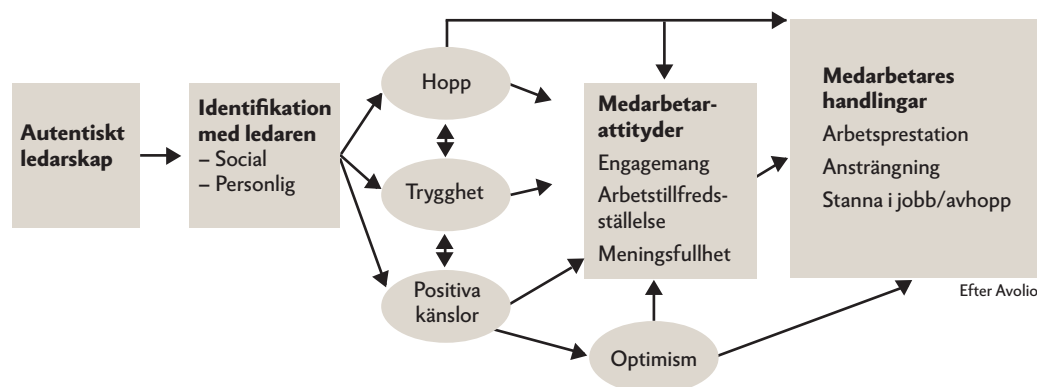 Autentiskt
ledarskap
Identifikation
med ledaren
– Social
– Personlig
Hopp
Trygghet
Positiva
känslor
Optimism
Medarbetar-
attityder
Engagemang
Arbetstillfreds-
ställelse
Meningsfullhet
Medarbetares
handlingar
Arbetsprestation
Ansträngning
Stanna i jobb/avhopp
Efter Avolio